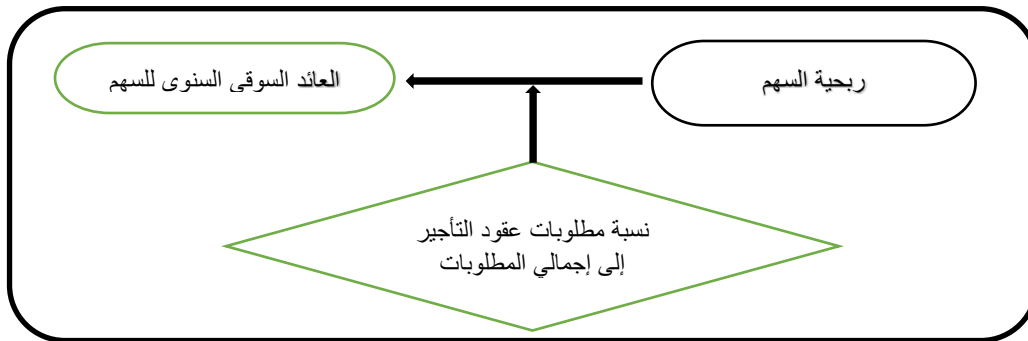 ربحية السهم
العائد السوقى السنوى للسهم
نسبة مطلوبات عقود التأجير
إلى إجمالي المطلوبات